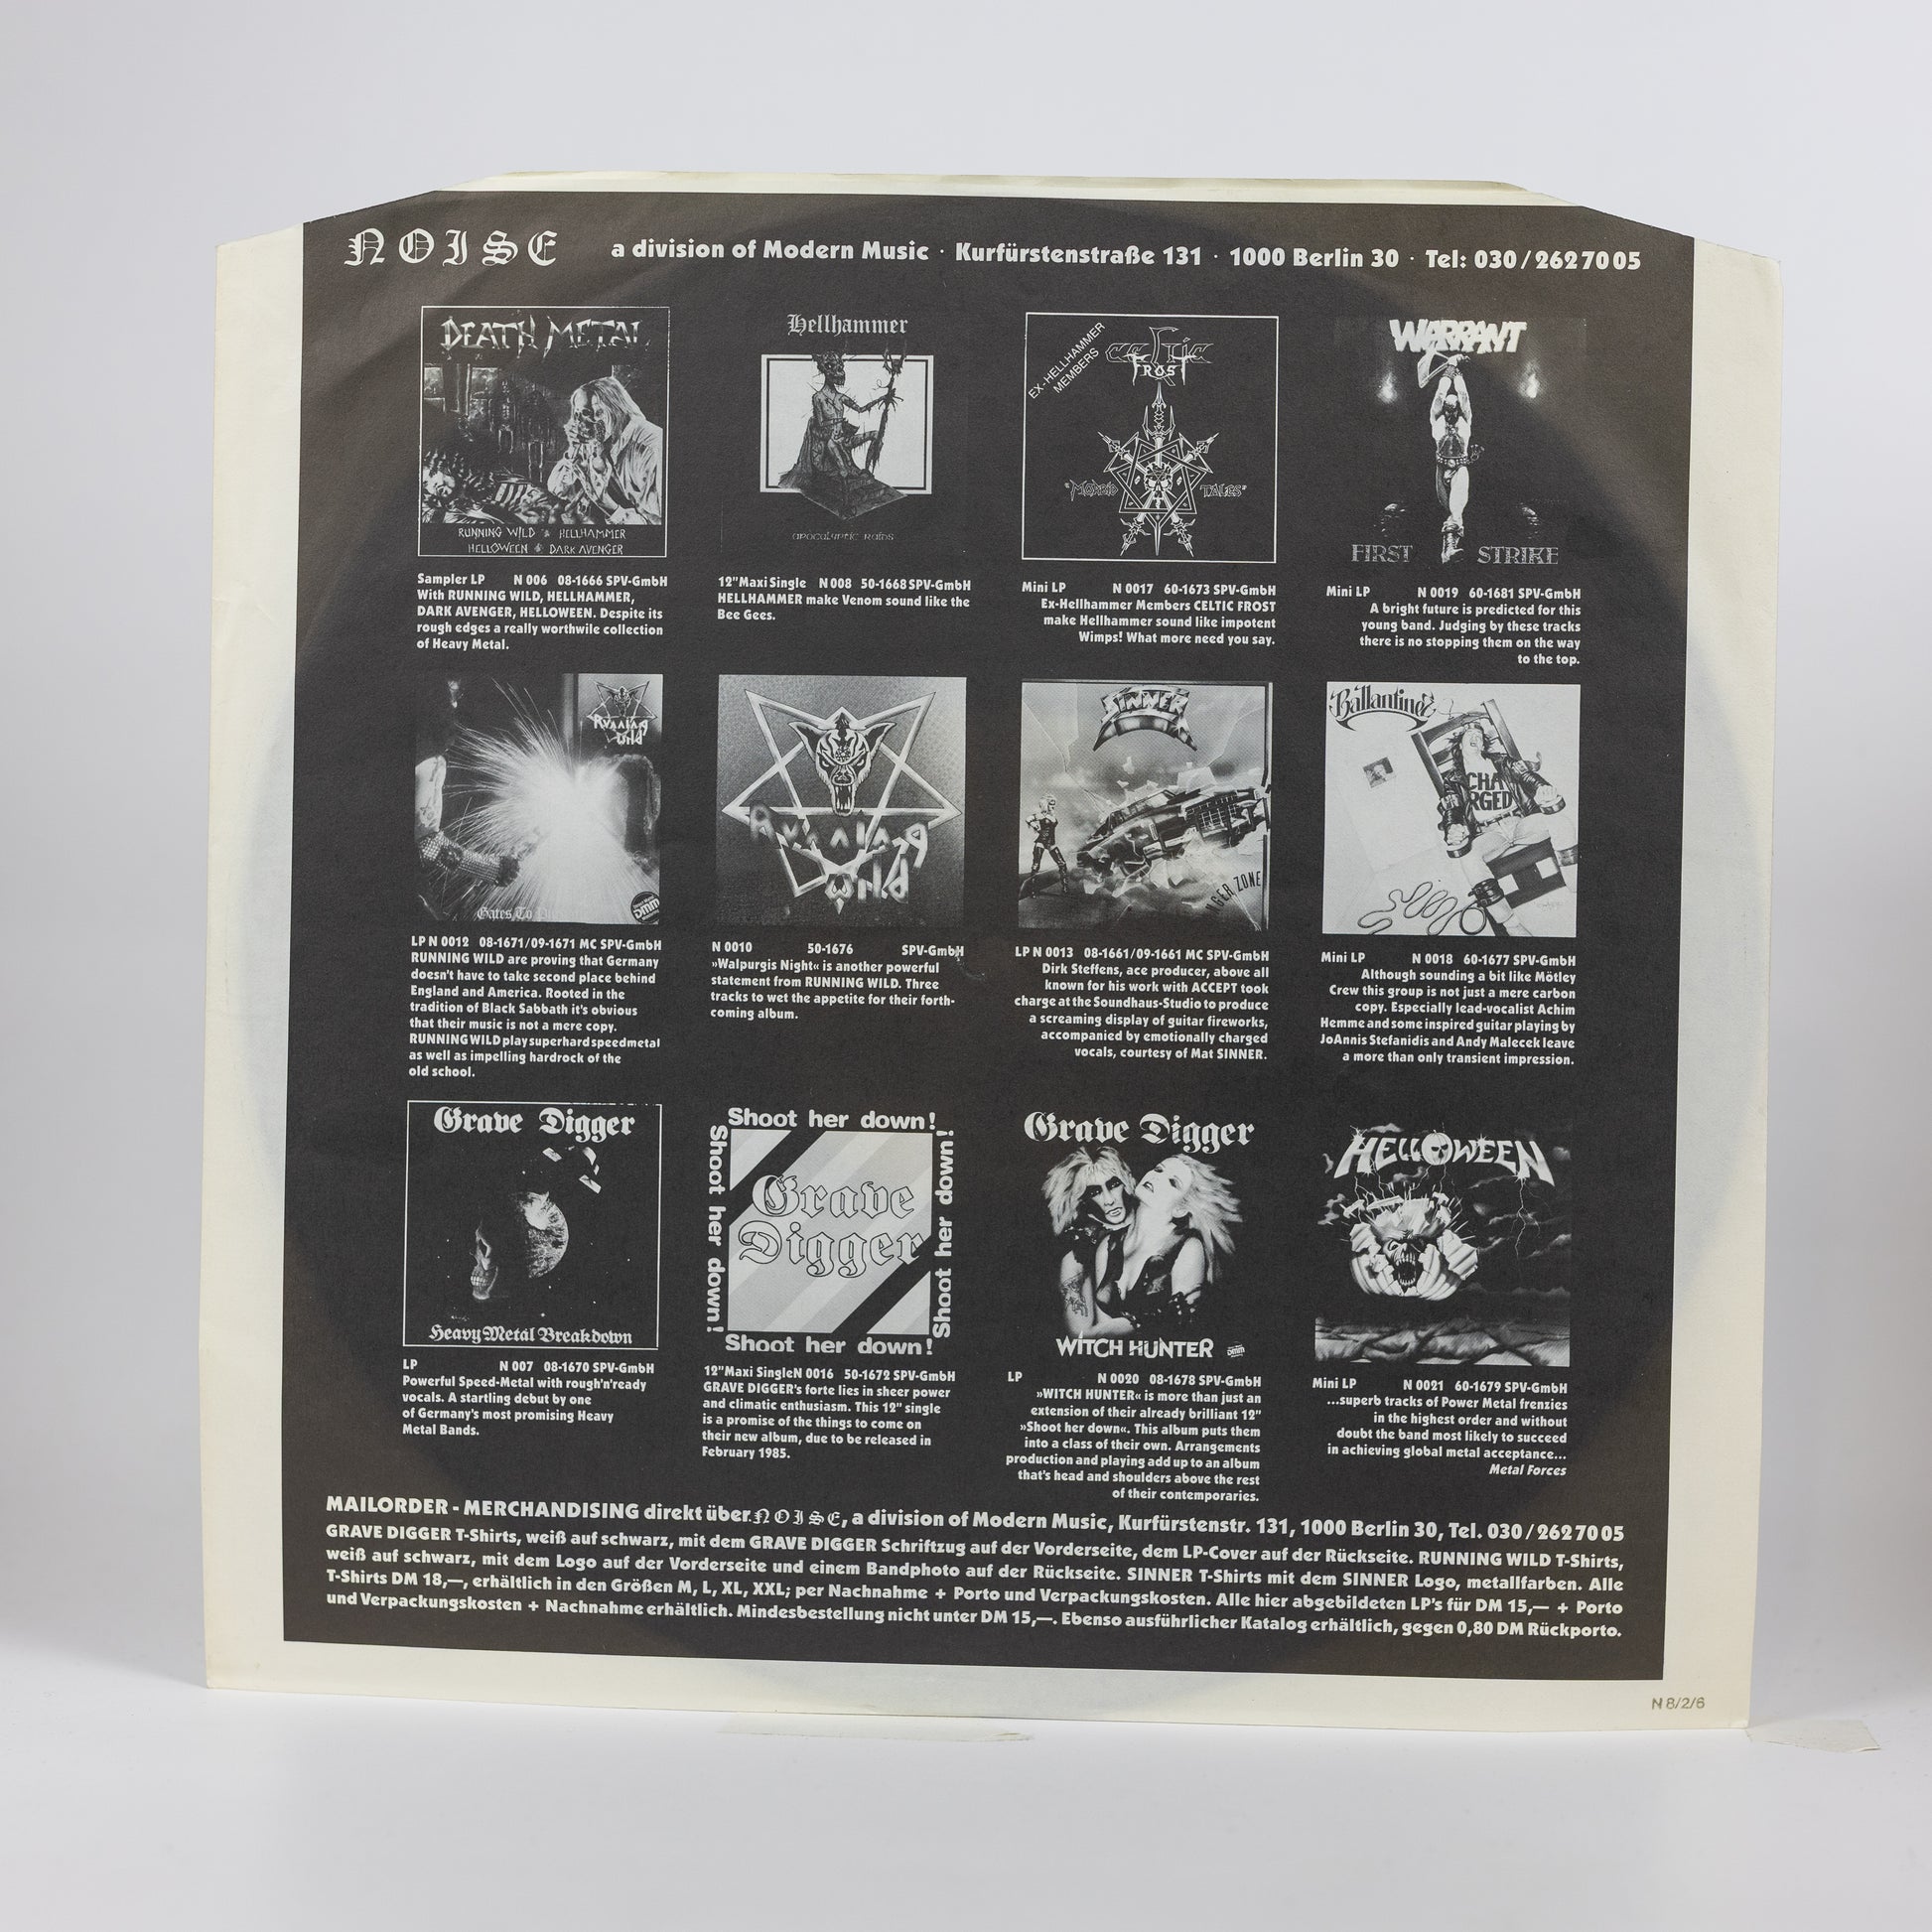 NOISE a division of Modern Music · Kurfürstenstraße 131 · 1000 Berlin 30 · Tel: 030/2627005
DEATH METAL
RUNNING WILD HELLHAMMER
HELLOWEEN DARK AVENGER
Sampler LP N 006 08-1666 SPV-GmbH
With RUNNING WILD, HELLHAMMER,
DARK AVENGER, HELLOWEEN. Despite its
rough edges a really worthwile collection
of Heavy Metal.
Hellhammer
apocalyptic raids
12"Maxi Single N 008 50-1668 SPV-GmbH
HELLHAMMER make Venom sound like the
Bee Gees.
EX-HELLHAMMER
MEMBERS
CELTIC
FROST
"MORBID TALES"
Mini LP N 0017 60-1673 SPV-GmbH
Ex-Hellhammer Members CELTIC FROST
make Hellhammer sound like impotent
Wimps! What more need you say.
WARRANT
FIRST STRIKE
Mini LP N 0019 60-1681 SPV-GmbH
A bright future is predicted for this
young band. Judging by these tracks
there is no stopping them on the way
to the top.
Running
Wild
Gates To
DMM
LP N 0012 08-1671/09-1671 MC SPV-GmbH
RUNNING WILD are proving that Germany
doesn't have to take second place behind
England and America. Rooted in the
tradition of Black Sabbath it's obvious
that their music is not a mere copy.
RUNNING WILD play superhard speedmetal
as well as impelling hardrock of the
old school.
Running
Wild
N 0010 50-1676 SPV-GmbH
»Walpurgis Night« is another powerful
statement from RUNNING WILD. Three
tracks to wet the appetite for their forth-
coming album.
SINNER
NGER ZONE
LP N 0013 08-1661/09-1661 MC SPV-GmbH
Dirk Steffens, ace producer, above all
known for his work with ACCEPT took
charge at the Soundhaus-Studio to produce
a screaming display of guitar fireworks,
accompanied by emotionally charged
vocals, courtesy of Mat SINNER.
Ballantinez
CHA
RGED
Mini LP N 0018 60-1677 SPV-GmbH
Although sounding a bit like Mötley
Crew this group is not just a mere carbon
copy. Especially lead-vocalist Achim
Hemme and some inspired guitar playing by
JoAnnis Stefanidis and Andy Malecek leave
a more than only transient impression.
Grave Digger
Heavy Metal Breakdown
LP N 007 08-1670 SPV-GmbH
Powerful Speed-Metal with rough'n'ready
vocals. A startling debut by one
of Germany's most promising Heavy
Metal Bands.
Shoot her down!
Shoot her down!
Shoot her down!
Grave
Digger
Shoot her down!
12"Maxi Single N 0016 50-1672 SPV-GmbH
GRAVE DIGGER's forte lies in sheer power
and climatic enthusiasm. This 12" single
is a promise of the things to come on
their new album, due to be released in
February 1985.
Grave Digger
WITCH HUNTER
LP N 0020 08-1678 SPV-GmbH
»WITCH HUNTER« is more than just an
extension of their already brilliant 12"
»Shoot her down«. This album puts them
into a class of their own. Arrangements
production and playing add up to an album
that's head and shoulders above the rest
of their contemporaries.
HELLOWEEN
Mini LP N 0021 60-1679 SPV-GmbH
...superb tracks of Power Metal frenzies
in the highest order and without
doubt the band most likely to succeed
in achieving global metal acceptance...
Metal Forces
MAILORDER - MERCHANDISING direkt über NOISE, a division of Modern Music, Kurfürstenstr. 131, 1000 Berlin 30, Tel. 030/2627005
GRAVE DIGGER T-Shirts, weiß auf schwarz, mit dem GRAVE DIGGER Schriftzug auf der Vorderseite, dem LP-Cover auf der Rückseite. RUNNING WILD T-Shirts,
weiß auf schwarz, mit dem Logo auf der Vorderseite und einem Bandphoto auf der Rückseite. SINNER T-Shirts mit dem SINNER Logo, metallfarben. Alle
T-Shirts DM 18,—, erhältlich in den Größen M, L, XL, XXL; per Nachnahme + Porto und Verpackungskosten. Alle hier abgebildeten LP's für DM 15,— + Porto
und Verpackungskosten + Nachnahme erhältlich. Mindesbestellung nicht unter DM 15,—. Ebenso ausführlicher Katalog erhältlich, gegen 0,80 DM Rückporto.
N 8/2/6